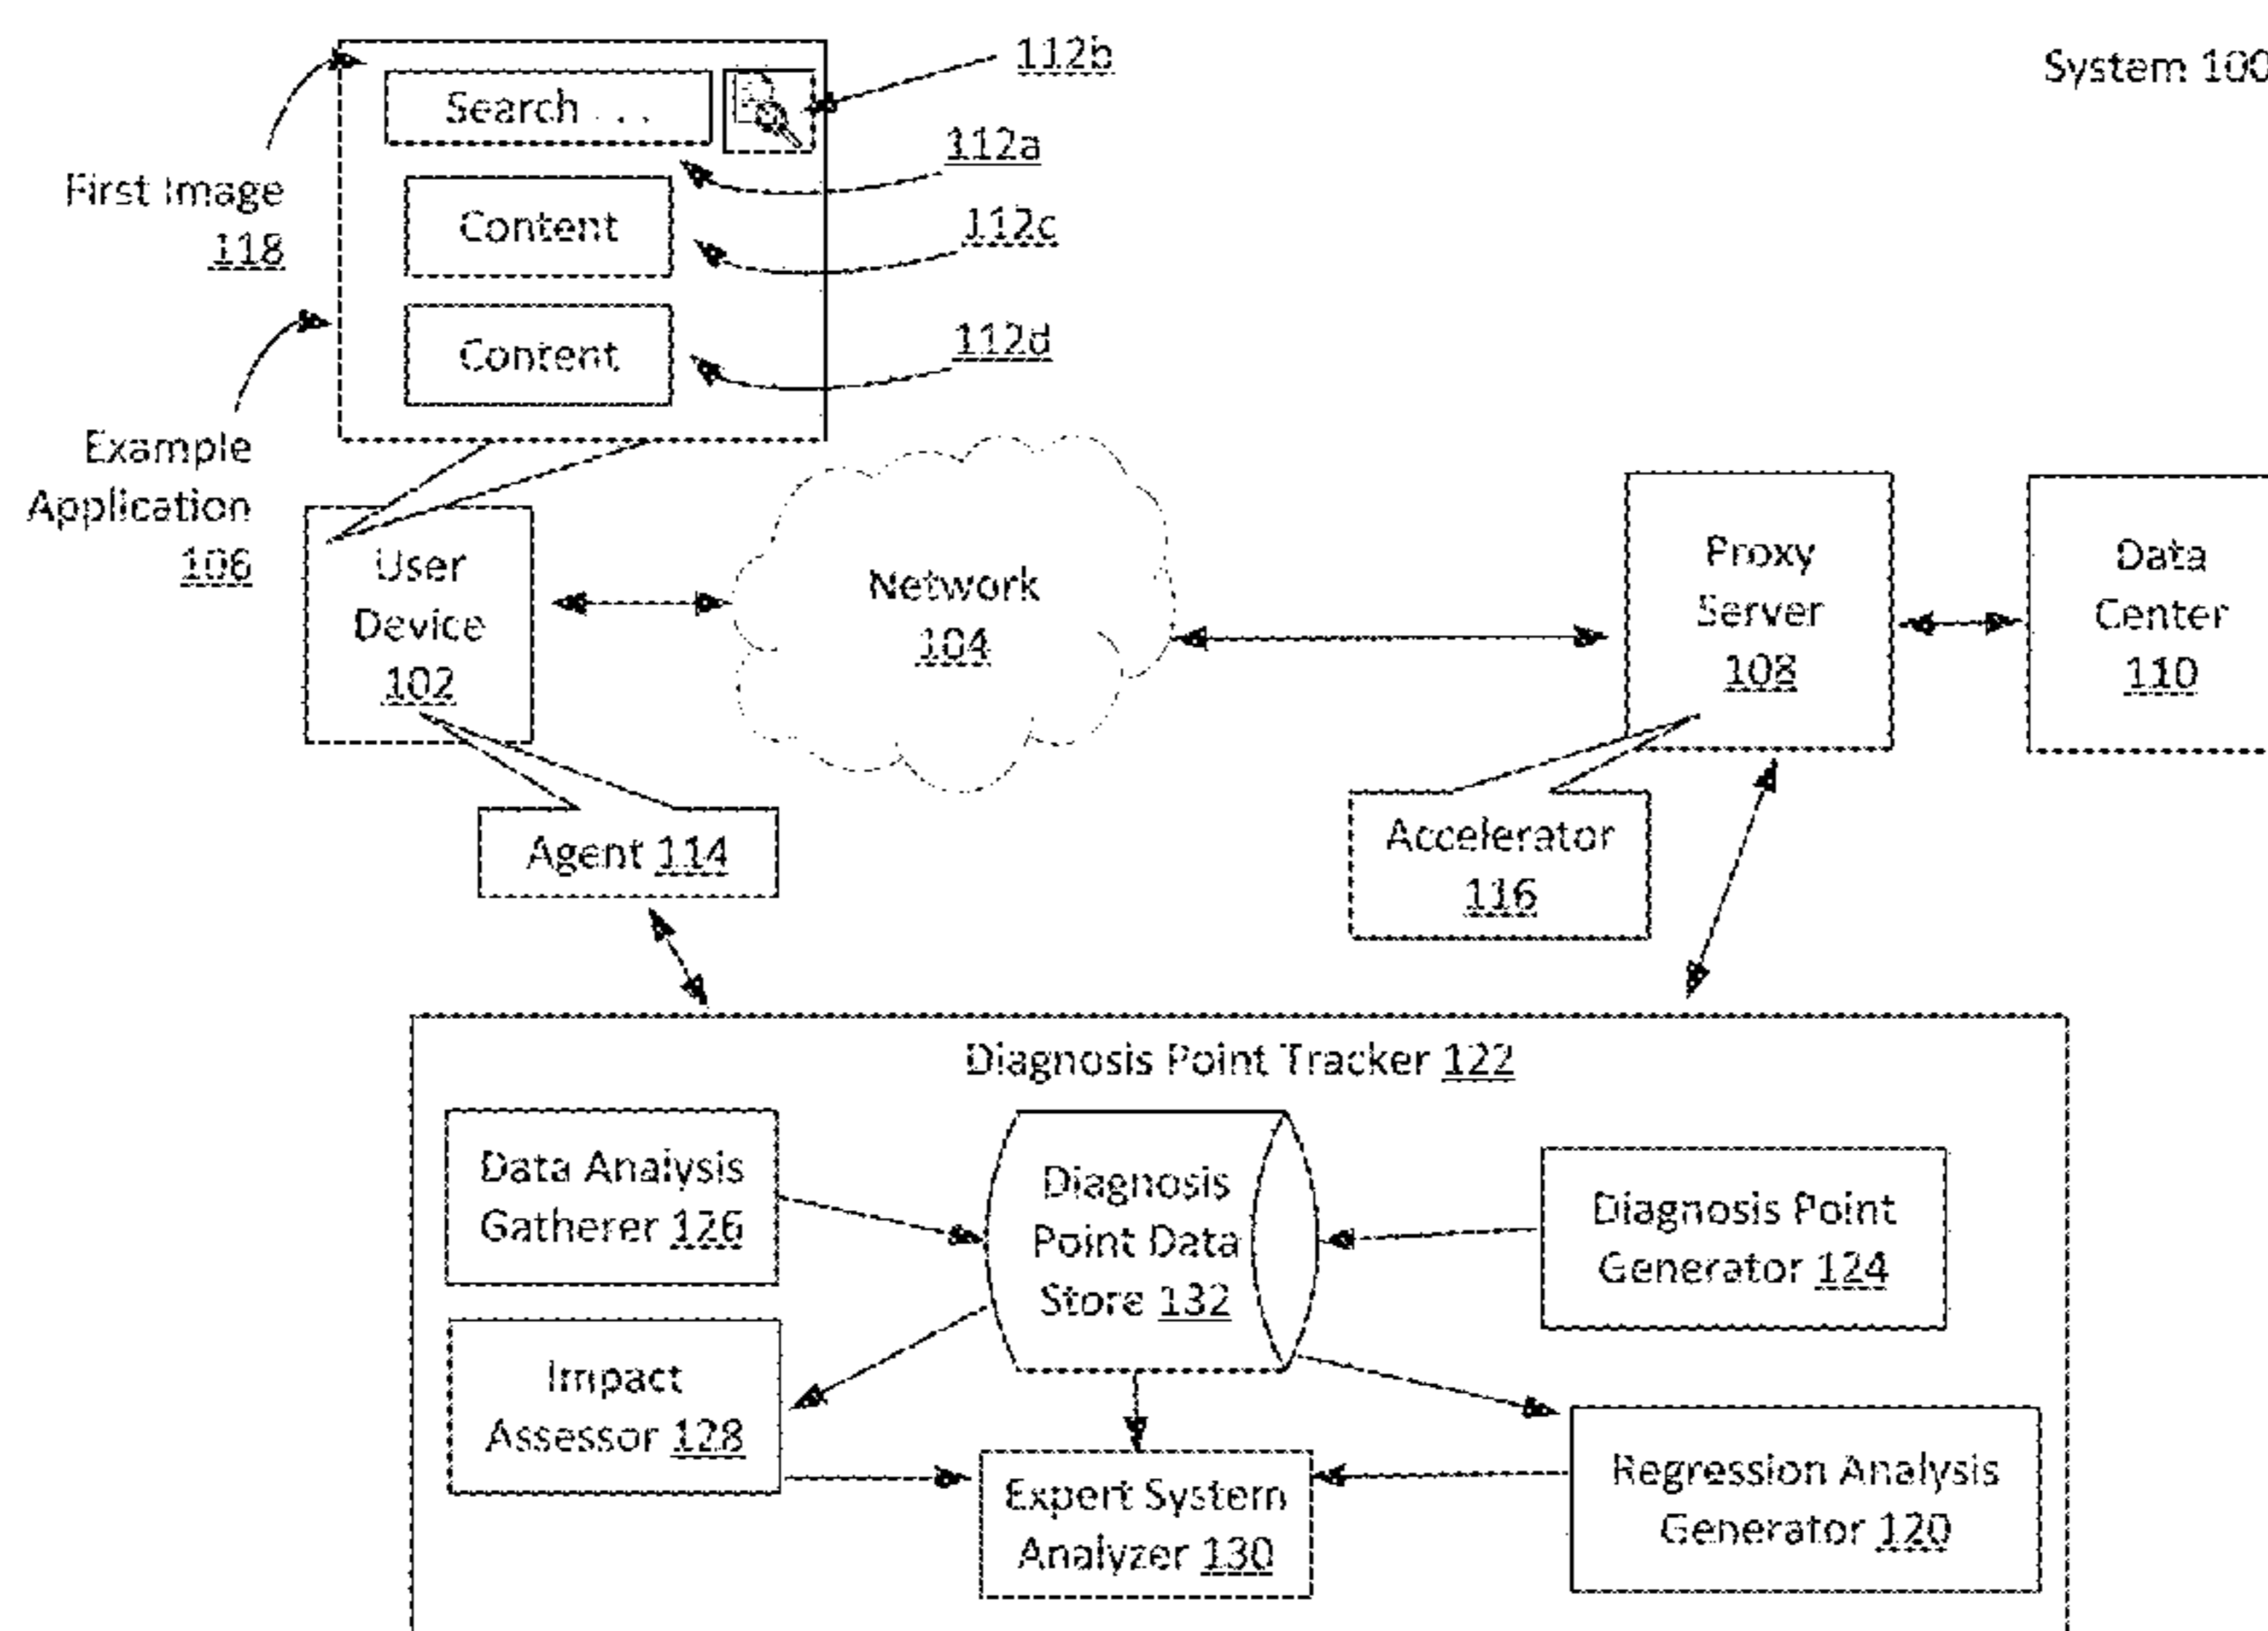 System 100
112b
Search . . .
112a
First Image
118
Content
112c
Content
112d
Example
Application
106
User
Device
102
Network
104
Proxy
Server
108
Data
Center
110
Agent 114
Accelerator
116
Diagnosis Point Tracker 122
Data Analysis
Gatherer 126
Diagnosis
Point Data
Store 132
Diagnosis Point
Generator 124
Impact
Assessor 128
Expert System
Analyzer 130
Regression Analysis
Generator 120